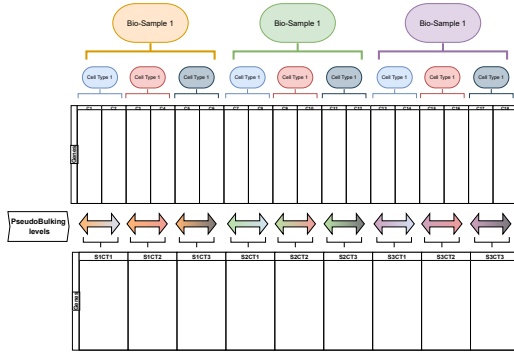 Bio-Sample 1 Bio-Sample 1 Bio-Sample 1
Cell Type 1 Cell Type 1 Cell Type 1 Cell Type 1 Cell Type 1 Cell Type 1 Cell Type 1 Cell Type 1 Cell Type 1
C1 C2 C3 C4 C5 C6 C7 C8 C9 C10 C11 C12 C13 C14 C15 C16 C17 C18
Genes
PseudoBulking
levels
S1CT1 S1CT2 S1CT3 S2CT1 S2CT2 S2CT3 S3CT1 S3CT2 S3CT3
Genes